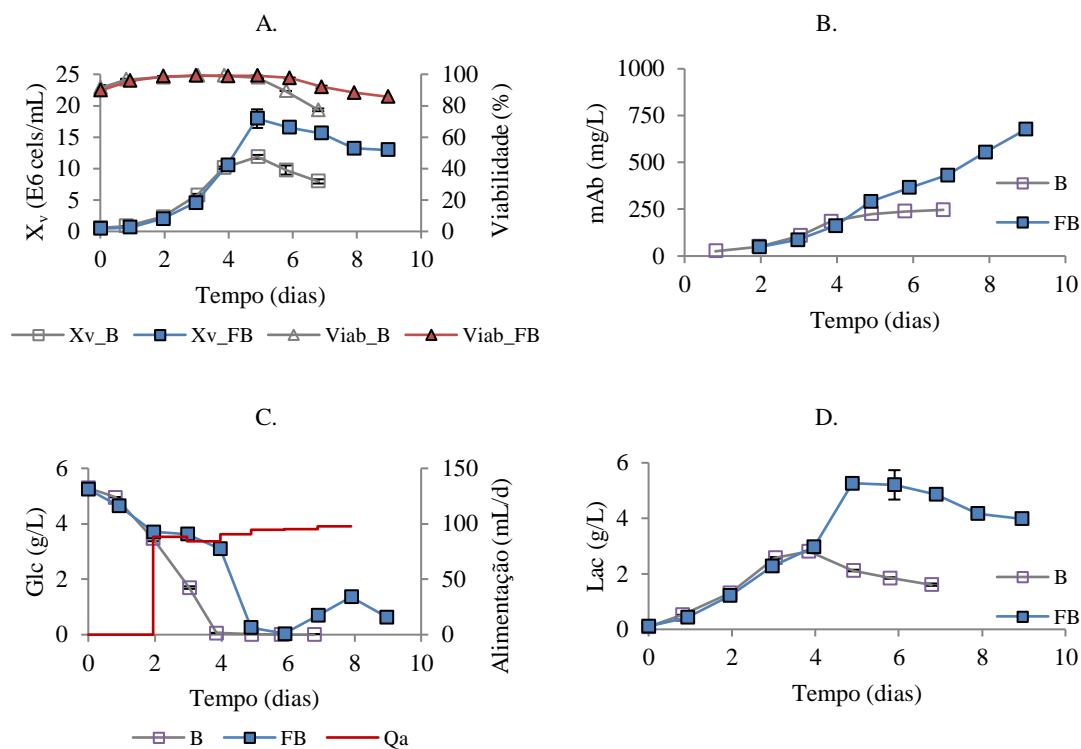 A.
25
20
15
10
5
0
Xv (E6 cels/mL)
100
80
60
40
20
0
Viabilidade (%)
0 2 4 6 8 10
Tempo (dias)
Xv_B Xv_FB Viab_B Viab_FB
B.
1000
750
500
250
0
mAb (mg/L)
0 2 4 6 8 10
Tempo (dias)
B
FB
C.
6
4
2
0
Glc (g/L)
150
100
50
0
Alimentação (mL/d)
0 2 4 6 8 10
Tempo (dias)
B FB Qa
D.
6
4
2
0
Lac (g/L)
0 2 4 6 8 10
Tempo (dias)
B
FB